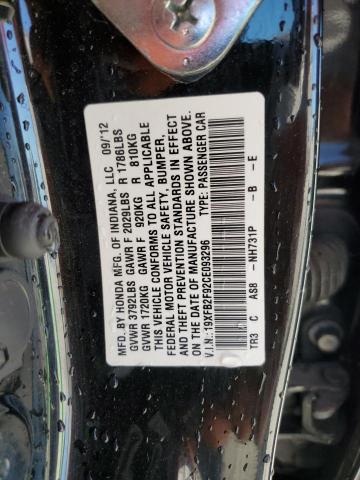 MFD. BY HONDA MFG. OF INDIANA, LLC 09/'12
GVWR 3792LBS GAWR F 2029LBS R 1786LBS
GVWR 1720KG GAWR F 920KG R 810KG
THIS VEHICLE CONFORMS TO ALL APPLICABLE
FEDERAL MOTOR VEHICLE SAFETY, BUMPER,
AND THEFT PREVENTION STANDARDS IN EFFECT
ON THE DATE OF MANUFACTURE SHOWN ABOVE.
V.I.N.:19XFB2F92CE093296 TYPE: PASSENGER CAR
TR3 C AS8 -NH731P -B -E